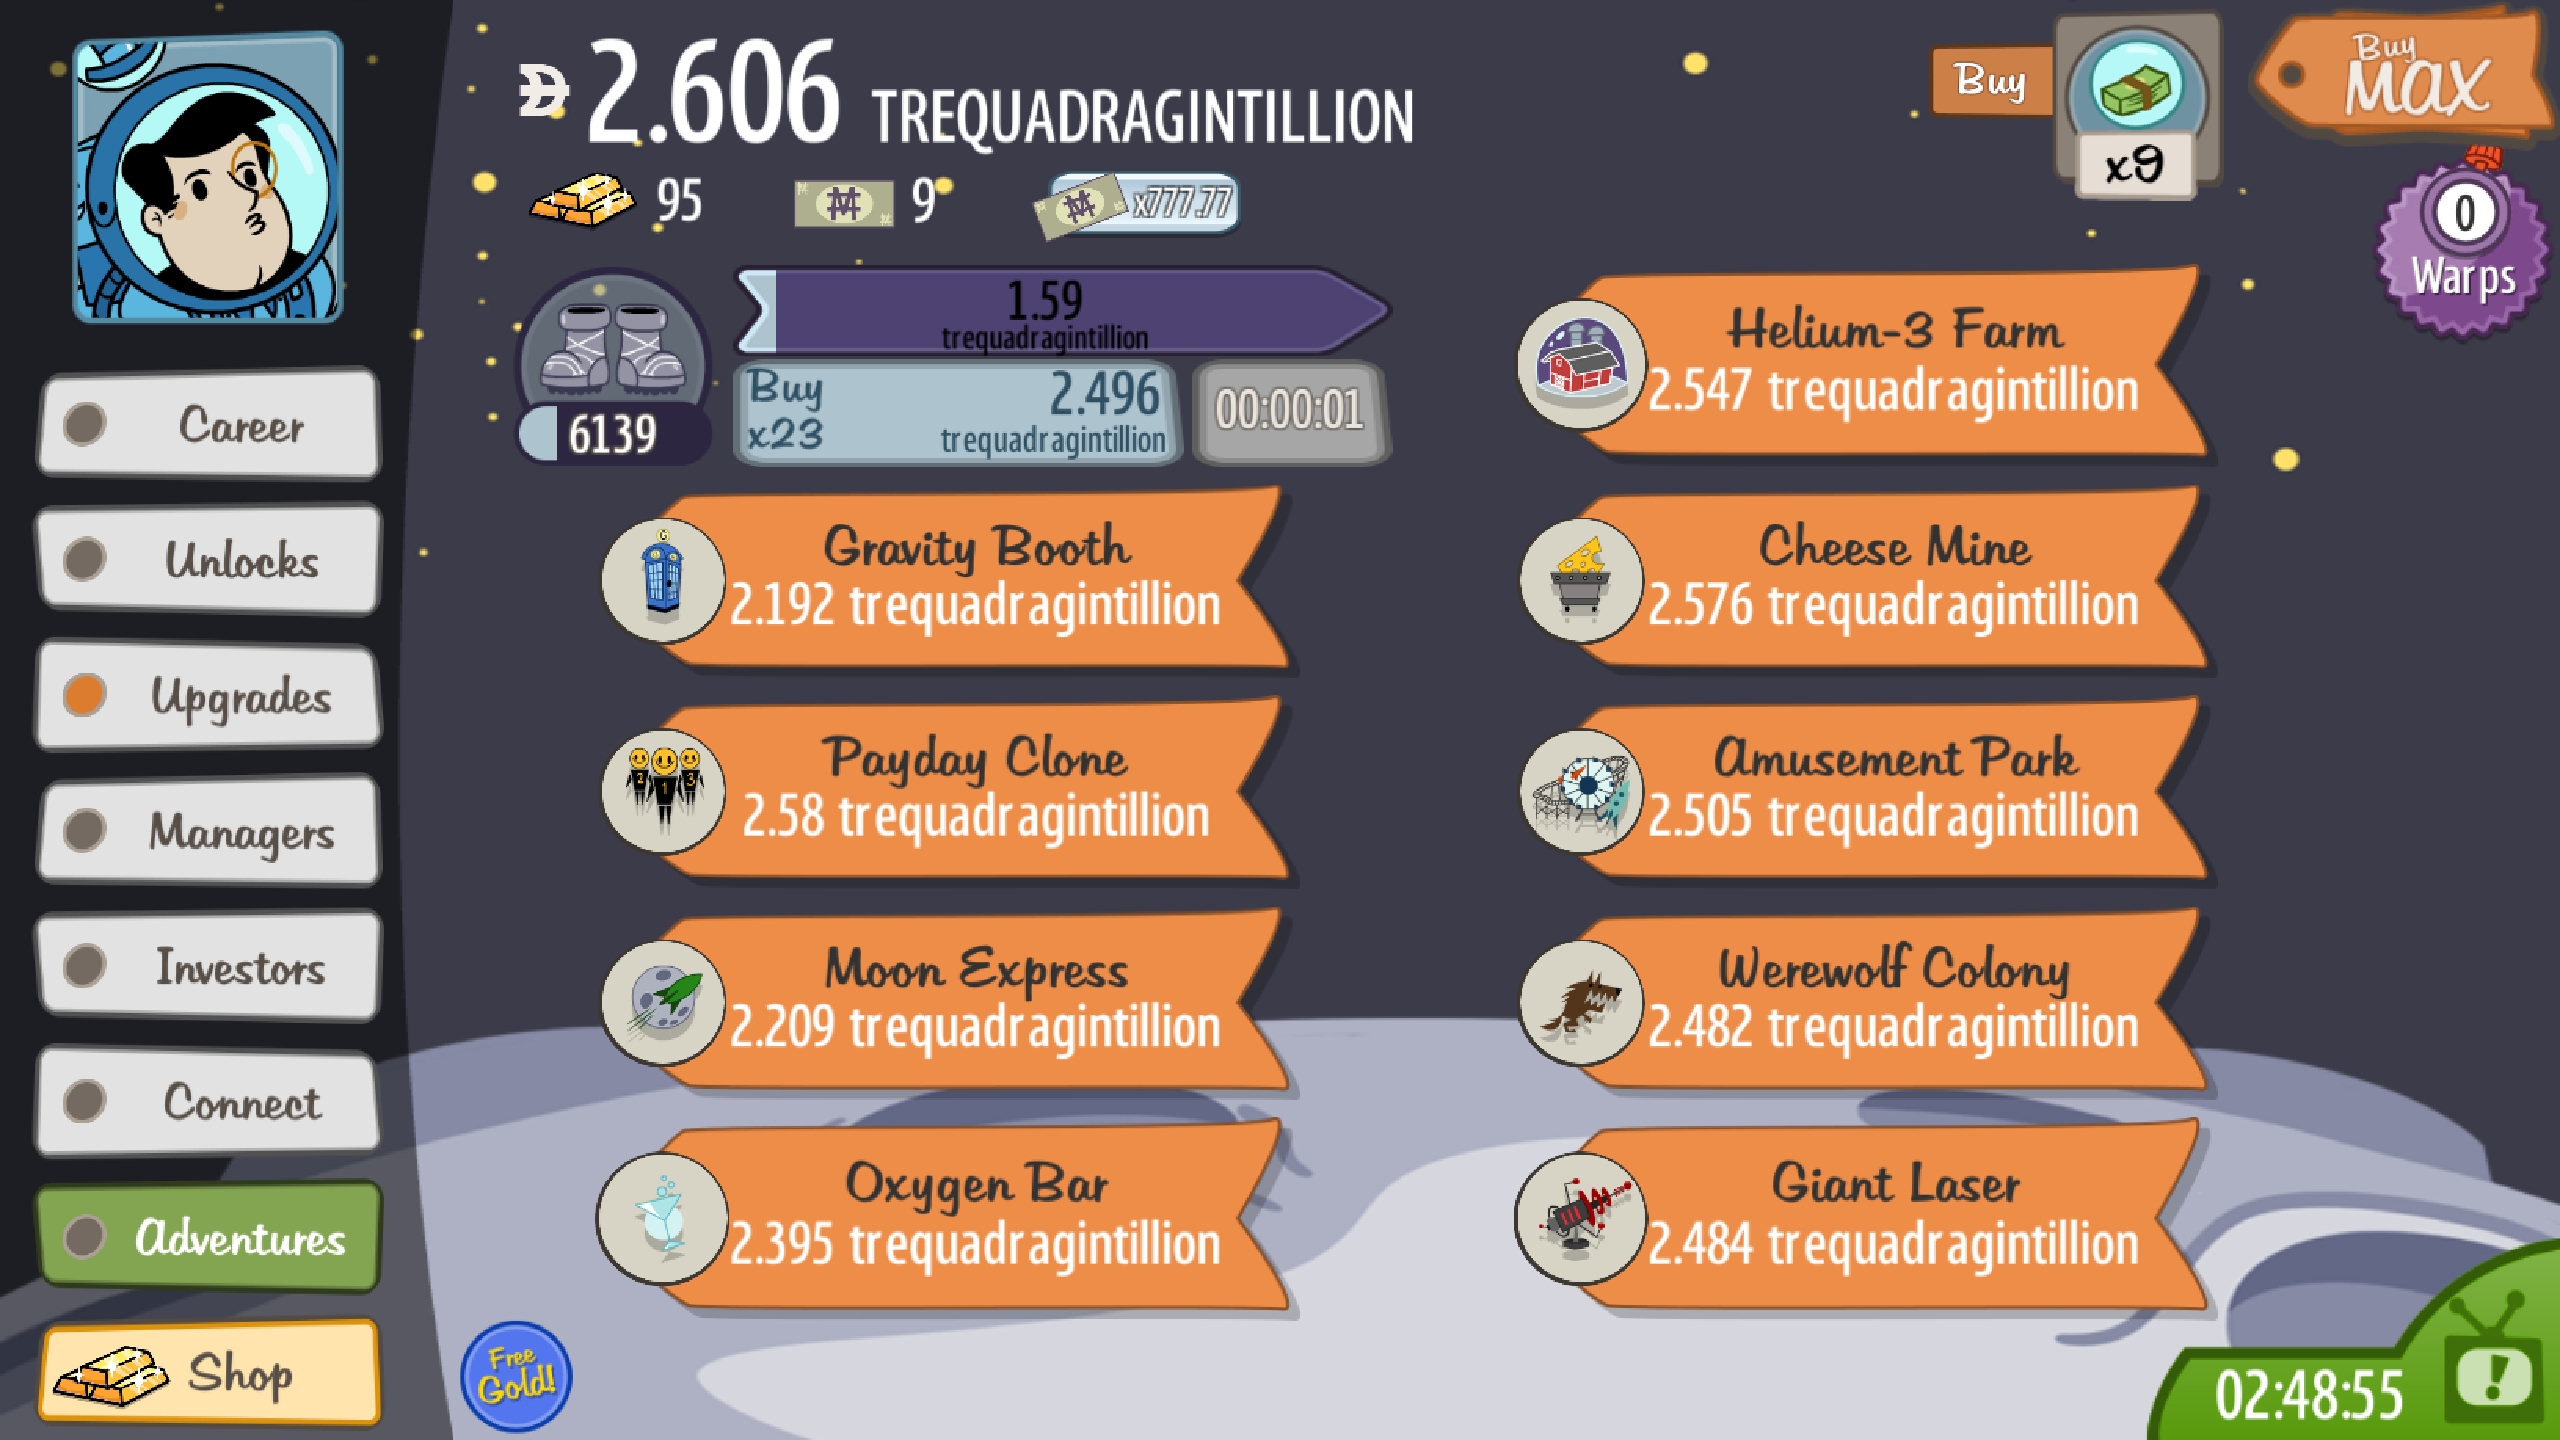 2.606 TREQUADRAGINTILLION
Buy
x9
Buy
MAX
95
9
x777.77
0
Warps
1.59
trequadragintillion
6139
Buy
x23
2.496
trequadragintillion
00:00:01
Helium-3 Farm
2.547 trequadragintillion
Gravity Booth
2.192 trequadragintillion
Cheese Mine
2.576 trequadragintillion
Payday Clone
2.58 trequadragintillion
Amusement Park
2.505 trequadragintillion
Moon Express
2.209 trequadragintillion
Werewolf Colony
2.482 trequadragintillion
Oxygen Bar
2.395 trequadragintillion
Giant Laser
2.484 trequadragintillion
Career
Unlocks
Upgrades
Managers
Investors
Connect
Adventures
Shop
Free
Gold!
02:48:55
!